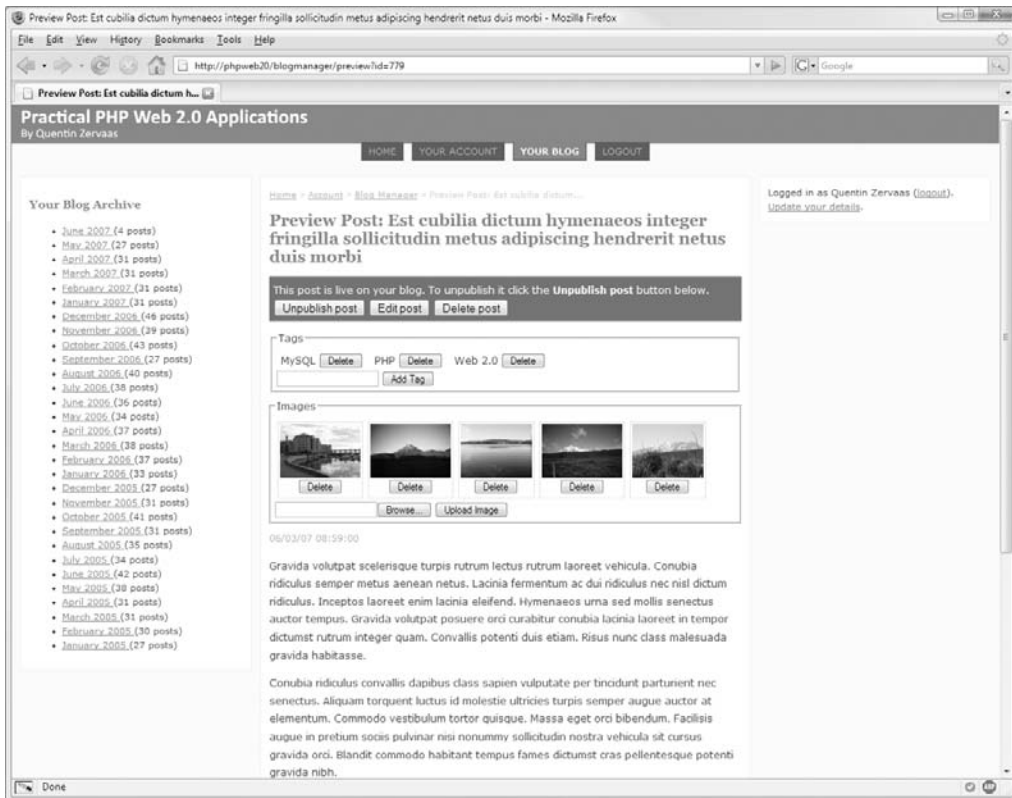 Preview Post: Est cubilia dictum hymenaeos integer fringilla sollicitudin metus adipiscing hendrerit netus duis morbi - Mozilla Firefox
File Edit View History Bookmarks Tools Help
http://phpweb20/blogmanager/preview?id=779
Google
Preview Post: Est cubilia dictum h...
Practical PHP Web 2.0 Applications
By Quentin Zervaas
HOME YOUR ACCOUNT YOUR BLOG LOGOUT
Your Blog Archive
June 2007 (4 posts)
May 2007 (27 posts)
April 2007 (31 posts)
March 2007 (31 posts)
February 2007 (31 posts)
January 2007 (31 posts)
December 2006 (46 posts)
November 2006 (39 posts)
October 2006 (43 posts)
September 2006 (27 posts)
August 2006 (40 posts)
July 2006 (38 posts)
June 2006 (36 posts)
May 2006 (34 posts)
April 2006 (37 posts)
March 2006 (38 posts)
February 2006 (37 posts)
January 2006 (33 posts)
December 2005 (27 posts)
November 2005 (31 posts)
October 2005 (41 posts)
September 2005 (31 posts)
August 2005 (35 posts)
July 2005 (34 posts)
June 2005 (42 posts)
May 2005 (38 posts)
April 2005 (31 posts)
March 2005 (31 posts)
February 2005 (30 posts)
January 2005 (27 posts)
Home > Account > Blog Manager > Preview Post: Est cubilia dictum...
Preview Post: Est cubilia dictum hymenaeos integer
fringilla sollicitudin metus adipiscing hendrerit netus
duis morbi
This post is live on your blog. To unpublish it click the Unpublish post button below.
Unpublish post Edit post Delete post
Tags
MySQL Delete PHP Delete Web 2.0 Delete
Add Tag
Images
Delete Delete Delete Delete Delete
Browse... Upload Image
06/03/07 08:59:00
Gravida volutpat scelerisque turpis rutrum lectus rutrum laoreet vehicula. Conubia
ridiculus semper metus aenean netus. Lacinia fermentum ac dui ridiculus nec nisl dictum
ridiculus. Inceptos laoreet enim lacinia eleifend. Hymenaeos urna sed mollis senectus
auctor tempus. Gravida volutpat posuere orci curabitur conubia lacinia laoreet in tempor
dictumst rutrum integer quam. Convallis potenti duis etiam. Risus nunc class malesuada
gravida habitasse.
Conubia ridiculus convallis dapibus class sapien vulputate per tincidunt parturient nec
senectus. Aliquam torquent luctus id molestie ultricies turpis semper augue auctor at
elementum. Commodo vestibulum tortor quisque. Massa eget orci bibendum. Facilisis
augue in pretium sociis pulvinar nisi nonummy sollicitudin nostra vehicula sit cursus
gravida orci. Blandit commodo habitant tempus fames dictumst cras pellentesque potenti
gravida nibh.
Logged in as Quentin Zervaas (logout).
Update your details.
Done
ABP